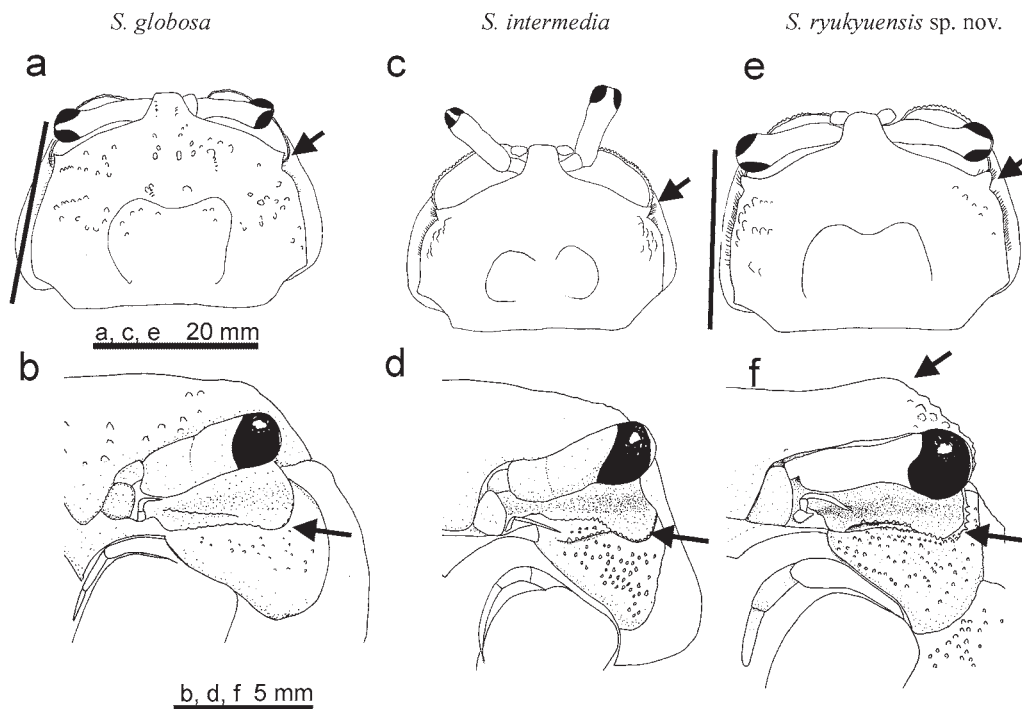 S. globosa S. intermedia S. ryukyuensis sp. nov.
a c e
a, c, e 20 mm
b d f
b, d, f 5 mm